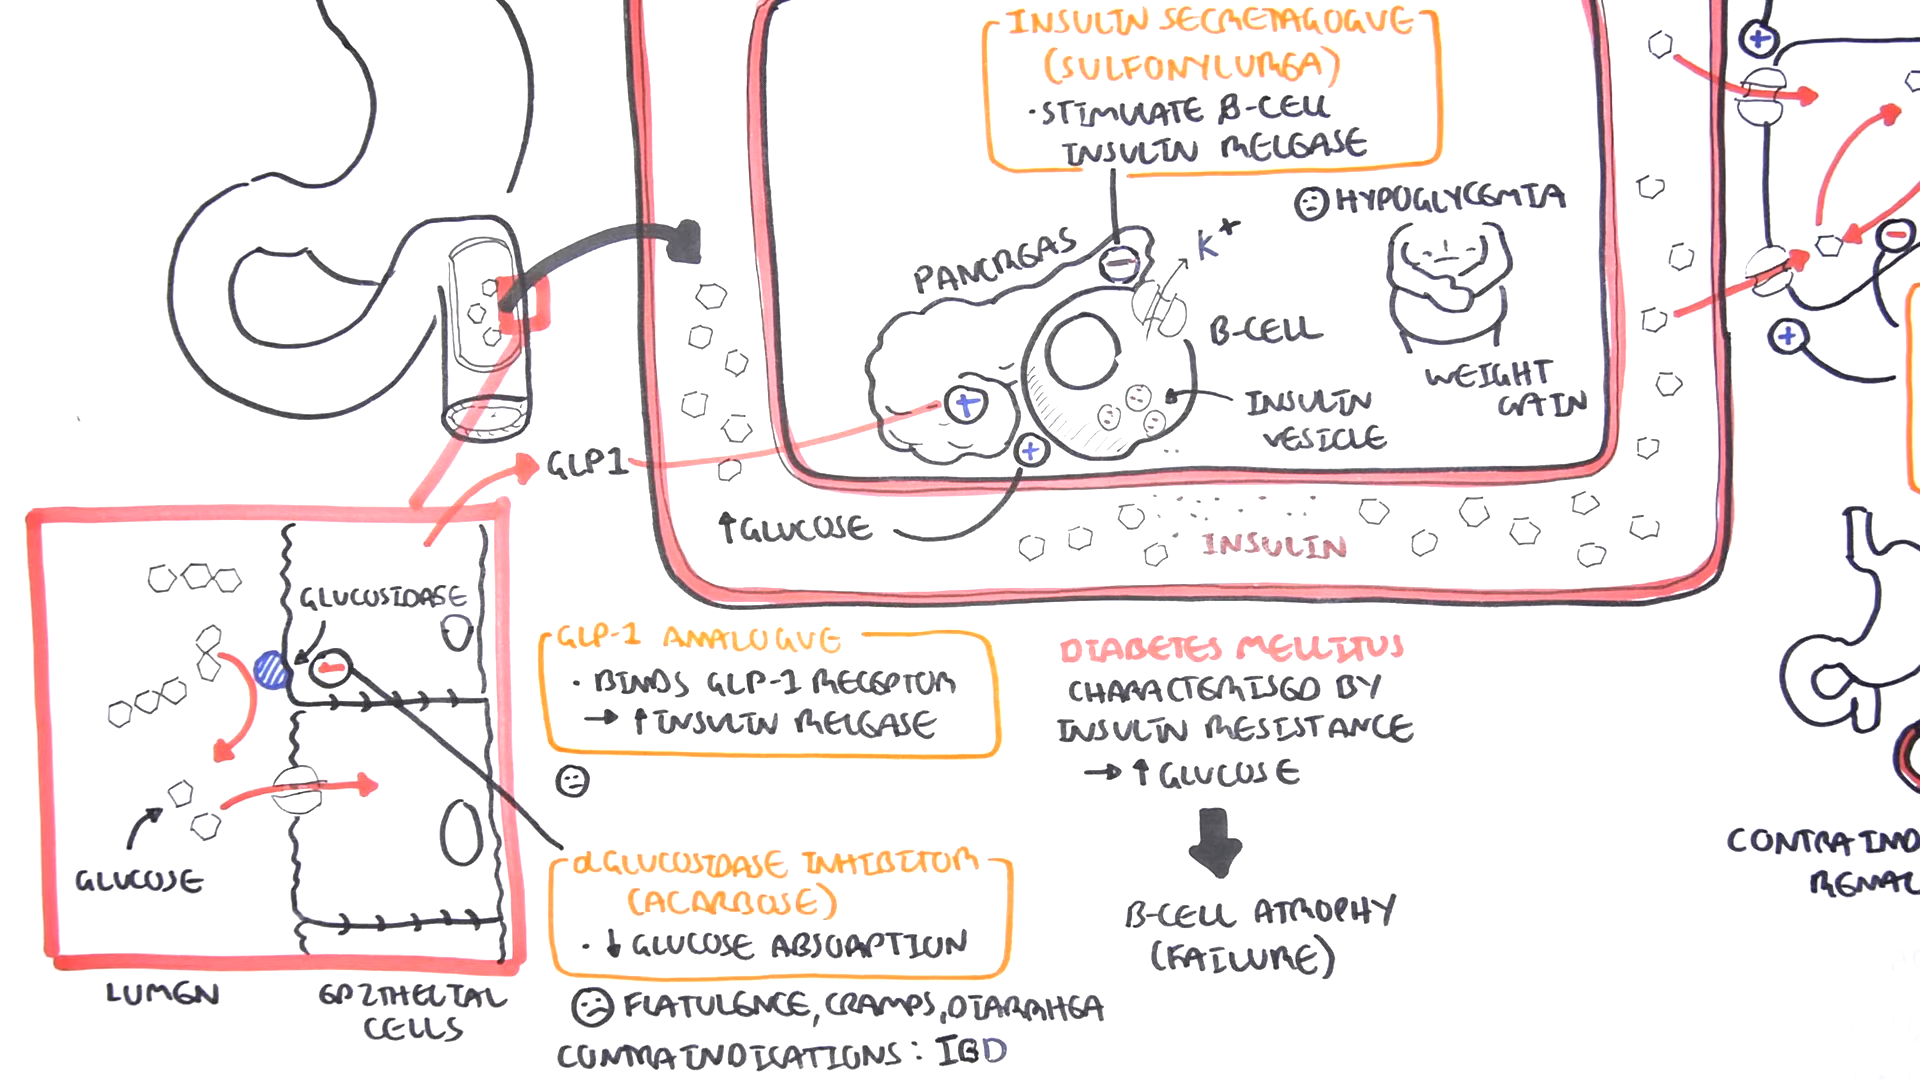 INSULIN SECRETAGOGUE
(SULFONYLUREA)
·STIMULATE B-CELL
INSULIN RELEASE
HYPOGLYCEMIA
K+
PANCREAS
B-CELL
WEIGHT
GAIN
INSULIN
VESICLE
GLP1
↑GLUCOSE
INSULIN
GLUCOSIDASE
GLUCOSE
LUMEN
EPITHELIAL
CELLS
GLP-1 ANALOGUE
· BINDS GLP-1 RECEPTOR
→ ↑INSULIN RELEASE
αGLUCOSIDASE INHIBITOR
(ACARBOSE)
· ↓ GLUCOSE ABSORPTION
FLATULENCE, CRAMPS, DIARRHEA
CONTRAINDICATIONS: IBD
DIABETES MELLITUS
CHARACTERISED BY
INSULIN RESISTANCE
→ ↑ GLUCOSE
B-CELL ATROPHY
(FAILURE)
CONTRAIND
RENAL